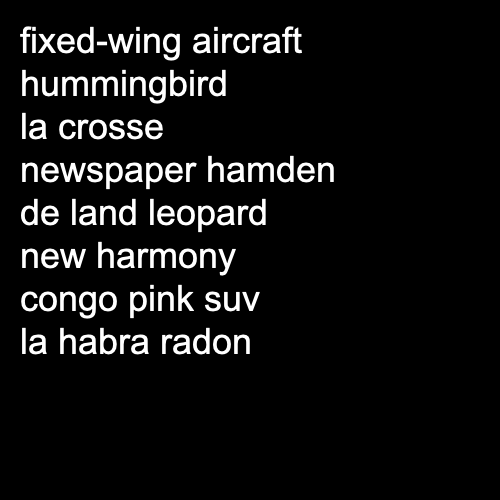 fixed-wing aircraft
hummingbird
la crosse
newspaper hamden
de land leopard
new harmony
congo pink suv
la habra radon